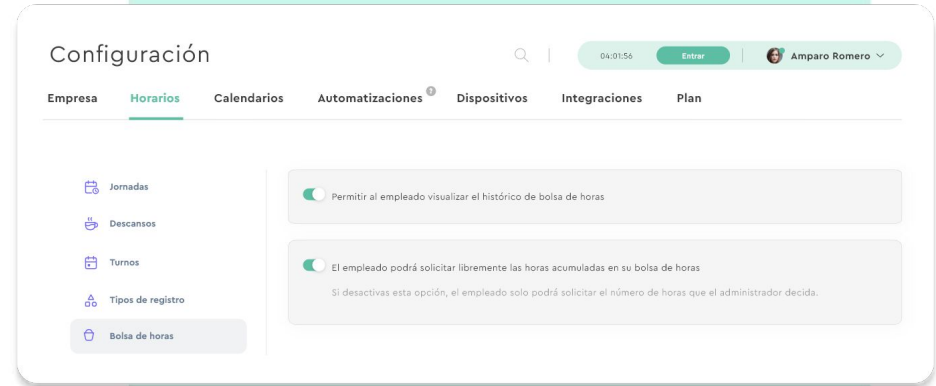 Configuración
04:01:56
Entrar
Amparo Romero
Empresa
Horarios
Calendarios
Automatizaciones ?
Dispositivos
Integraciones
Plan
Jornadas
Descansos
Turnos
Tipos de registro
Bolsa de horas
Permitir al empleado visualizar el histórico de bolsa de horas
El empleado podrá solicitar libremente las horas acumuladas en su bolsa de horas
Si desactivas esta opción, el empleado solo podrá solicitar el número de horas que el administrador decida.